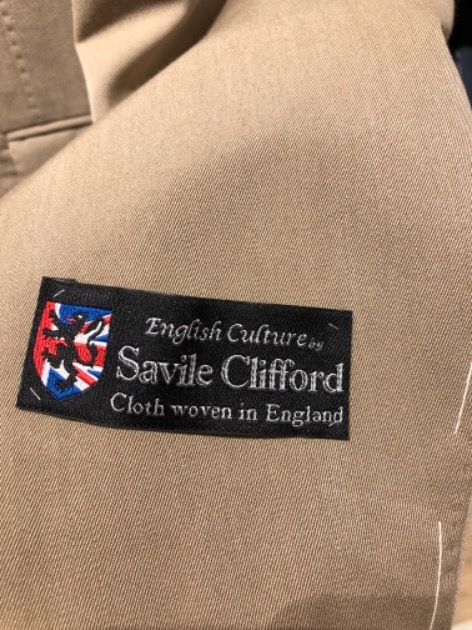 English Culture by
Savile Clifford
Cloth woven in England